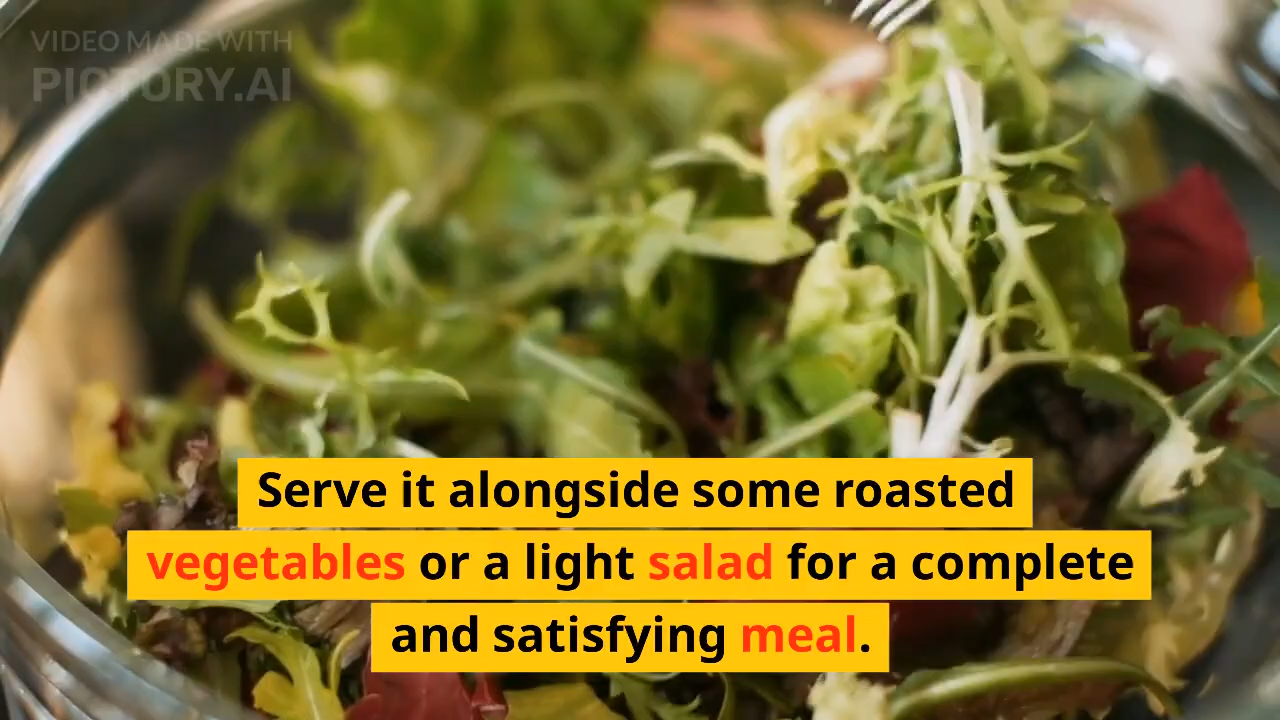 VIDEO MADE WITH
PICTORY.AI
Serve it alongside some roasted
vegetables or a light salad for a complete
and satisfying meal.